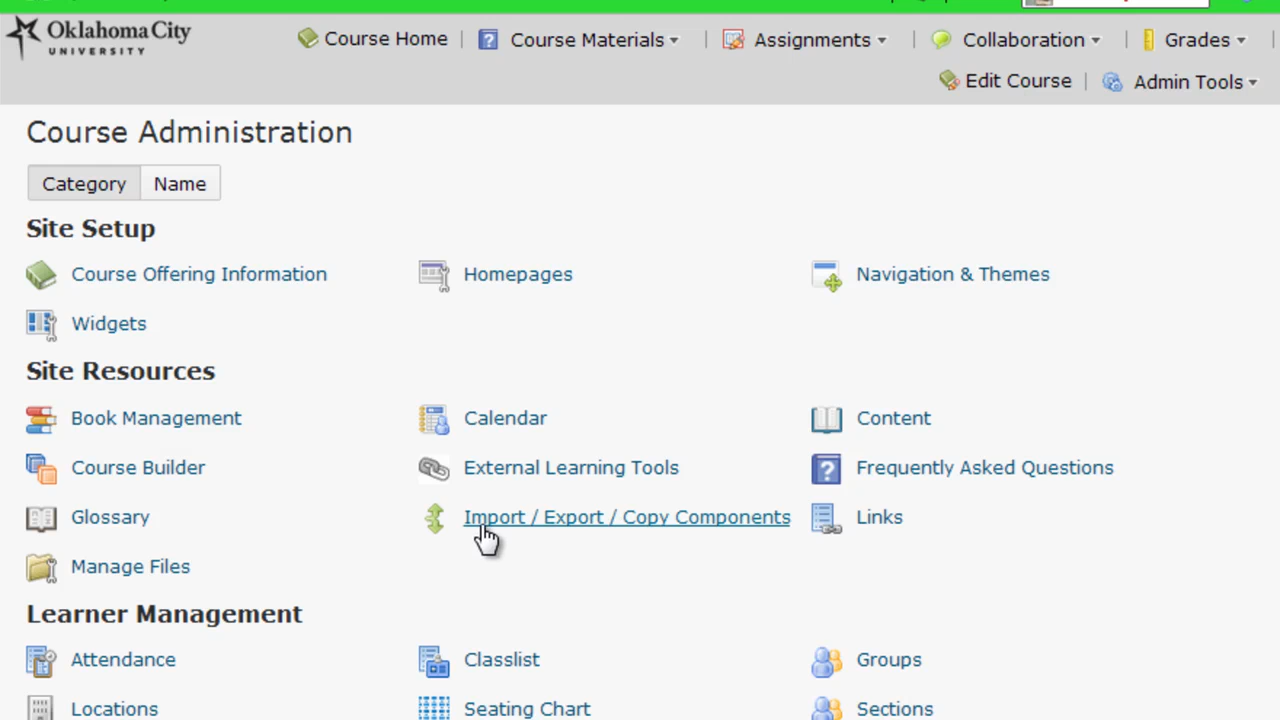 Oklahoma City
UNIVERSITY
Course Home | Course Materials | Assignments | Collaboration | Grades |
Edit Course | Admin Tools
Course Administration
Category Name
Site Setup
Course Offering Information Homepages Navigation & Themes
Widgets
Site Resources
Book Management Calendar Content
Course Builder External Learning Tools Frequently Asked Questions
Glossary Import / Export / Copy Components Links
Manage Files
Learner Management
Attendance Classlist Groups
Locations Seating Chart Sections